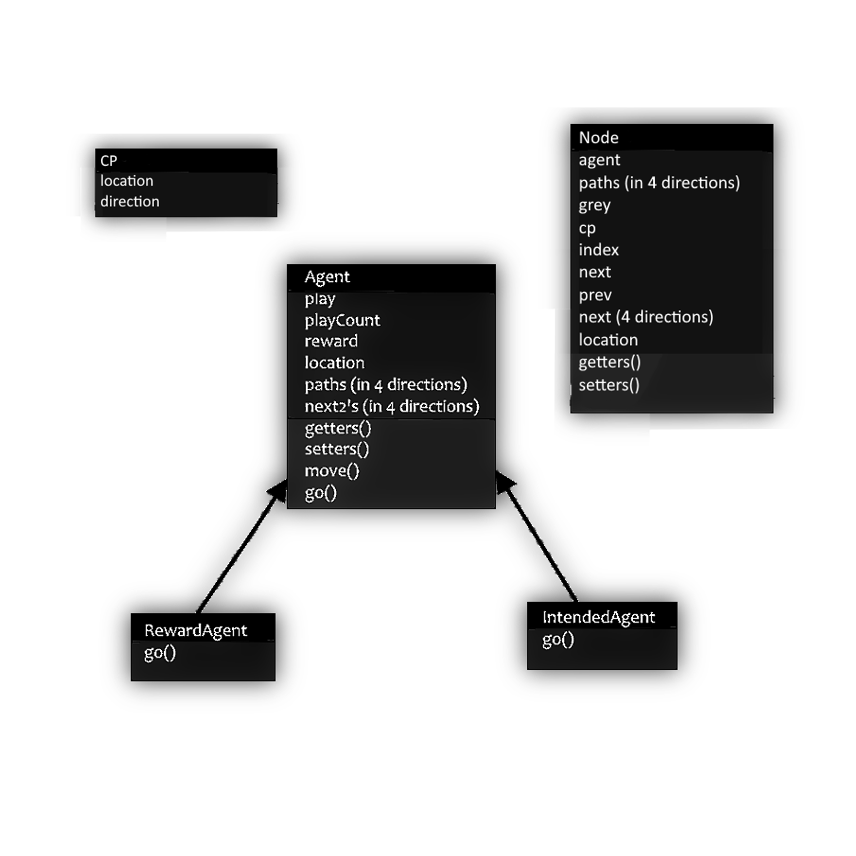 CP
location
direction
Node
agent
paths (in 4 directions)
grey
cp
index
next
prev
next (4 directions)
location
getters()
setters()
Agent
play
playCount
reward
location
paths (in 4 directions)
next2's (in 4 directions)
getters()
setters()
move()
go()
RewardAgent
go()
IntendedAgent
go()